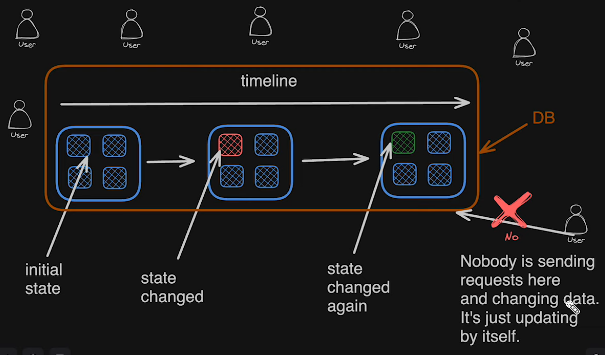 User
User
User
User
User
User
timeline
DB
initial
state
state
changed
state
changed
again
No
User
Nobody is sending
requests here
and changing data.
It's just updating
by itself.